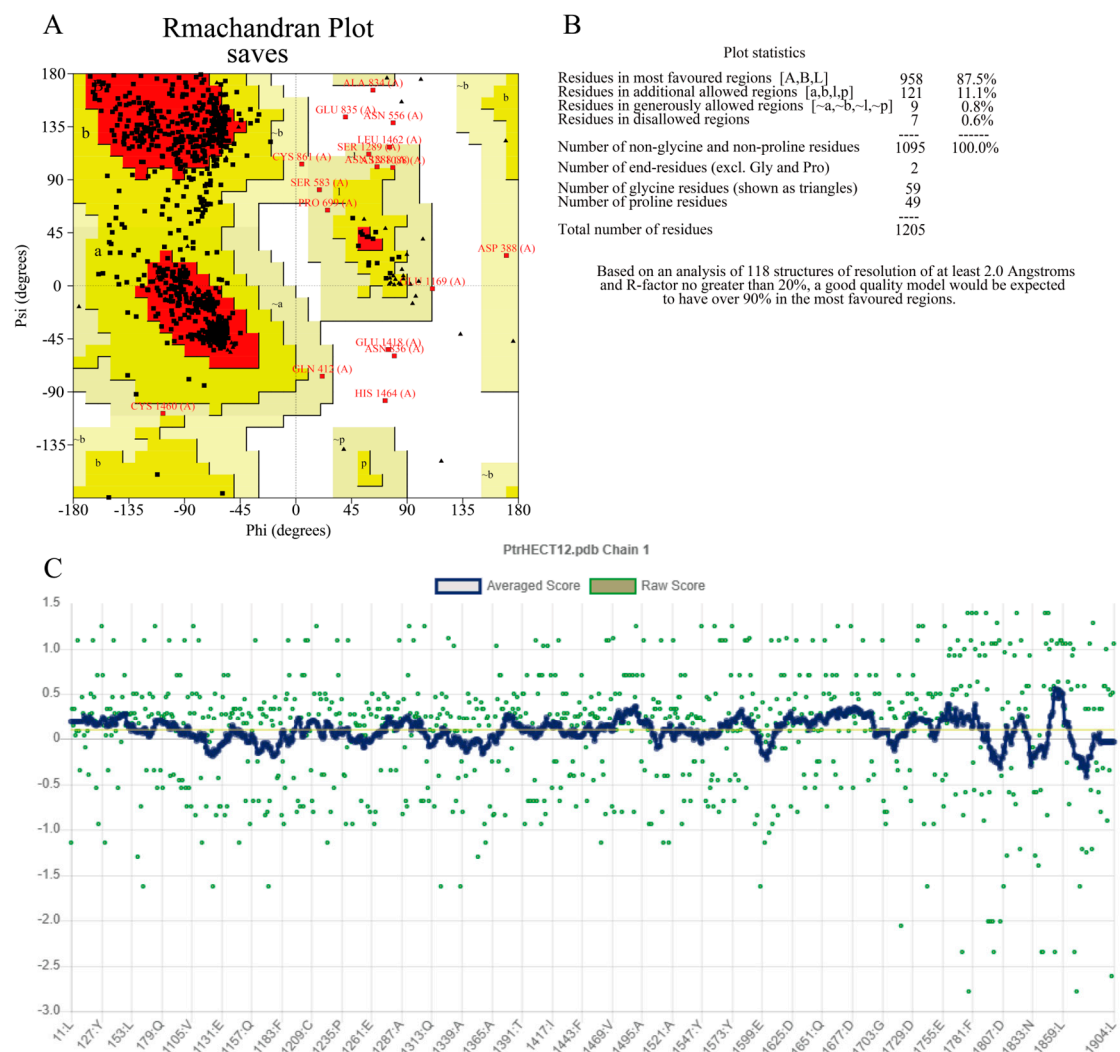 A
Rmachandran Plot
saves
180
135
90
45
0
-45
-90
-135
Psi (degrees)
-180
-135
-90
-45
0
45
90
135
180
Phi (degrees)
b
~b
a
l
~a
ALA 834 (A)
GLU 835 (A)
ASN 556 (A)
LEU 1462 (A)
SER 1289 (A)
CYS 861 (A)
SER 583 (A)
PRO 699 (A)
ASP 388 (A)
1169 (A)
GLU 1418 (A)
ASN 836 (A)
GLN 412 (A)
HIS 1464 (A)
CYS 1460 (A)
~b
b
~b
b
~p
p
~b
B
Plot statistics
Residues in most favoured regions [A,B,L] 958 87.5%
Residues in additional allowed regions [a,b,l,p] 121 11.1%
Residues in generously allowed regions [~a,~b,~l,~p] 9 0.8%
Residues in disallowed regions 7 0.6%
---- ------
Number of non-glycine and non-proline residues 1095 100.0%
Number of end-residues (excl. Gly and Pro) 2
Number of glycine residues (shown as triangles) 59
Number of proline residues 49
----
Total number of residues 1205
Based on an analysis of 118 structures of resolution of at least 2.0 Angstroms
and R-factor no greater than 20%, a good quality model would be expected
to have over 90% in the most favoured regions.
C
PtrHECT12.pdb Chain 1
Averaged Score Raw Score
1.5
1.0
0.5
0
-0.5
-1.0
-1.5
-2.0
-2.5
-3.0
11:L
127:Y
153:L
179:Q
1105:V
1131:E
1157:Q
1183:F
1209:C
1235:P
1261:E
1287:A
1313:Q
1339:A
1365:A
1391:T
1417:I
1443:F
1469:V
1495:A
1521:A
1547:Y
1573:Y
1599:E
1625:D
1651:Q
1677:D
1703:G
1729:D
1755:E
1781:F
1807:D
1833:N
1859:L
1904:L